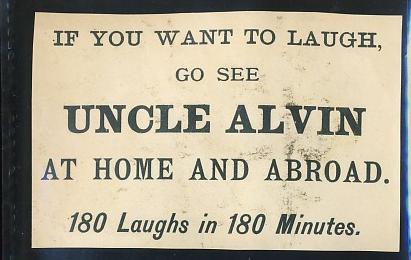 IF YOU WANT TO LAUGH,
GO SEE
UNCLE ALVIN
AT HOME AND ABROAD.
180 Laughs in 180 Minutes.